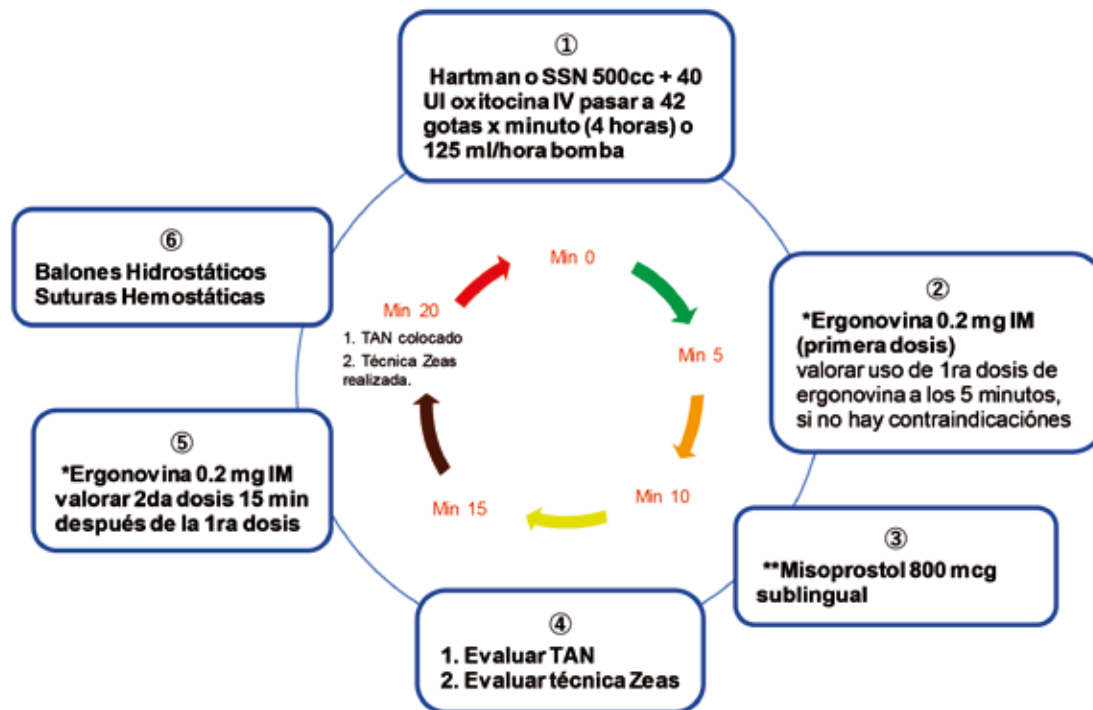 ①
Hartman o SSN 500cc + 40
UI oxitocina IV pasar a 42
gotas x minuto (4 horas) o
125 ml/hora bomba
②
*Ergonovina 0.2 mg IM
(primera dosis)
valorar uso de 1ra dosis de
ergonovina a los 5 minutos,
si no hay contraindicaciónes
③
**Misoprostol 800 mcg
sublingual
④
1. Evaluar TAN
2. Evaluar técnica Zeas
⑤
*Ergonovina 0.2 mg IM
valorar 2da dosis 15 min
después de la 1ra dosis
⑥
Balones Hidrostáticos
Suturas Hemostáticas
Min 0
Min 5
Min 10
Min 15
Min 20
1. TAN colocado
2. Técnica Zeas
realizada.